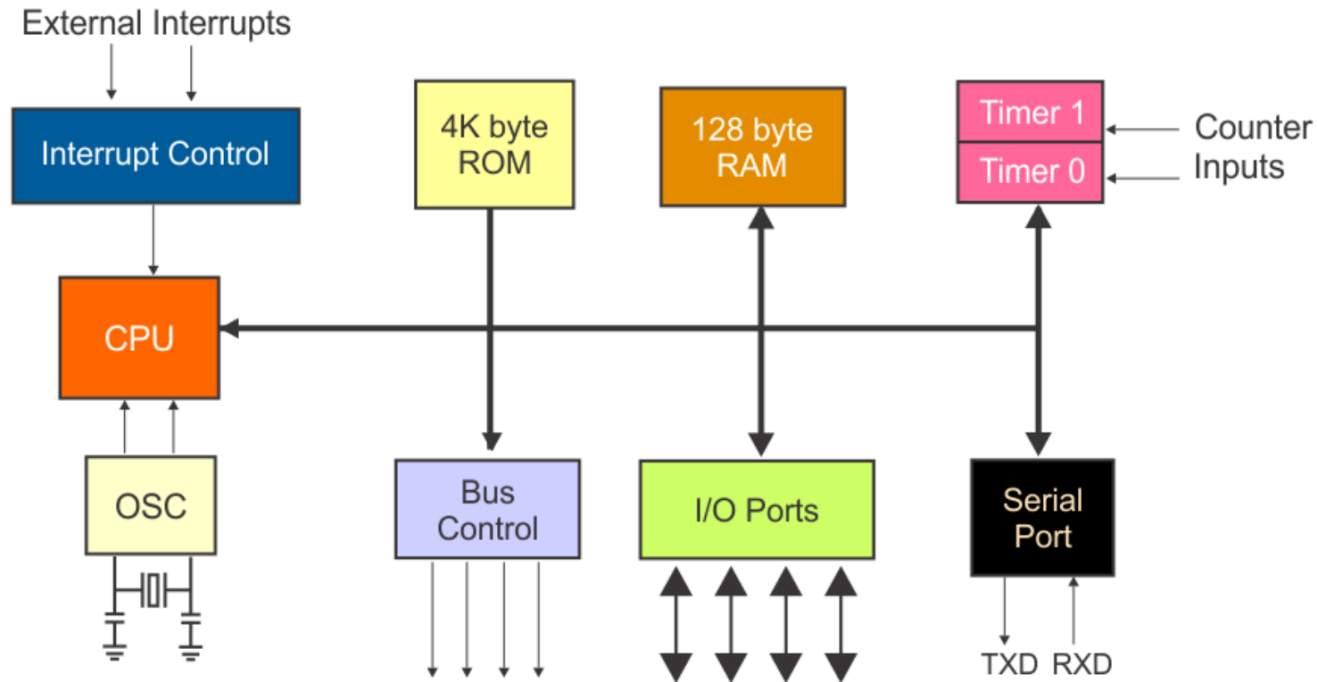 External Interrupts
Interrupt Control
4K byte
ROM
128 byte
RAM
Timer 1
Timer 0
Counter
Inputs
CPU
OSC
Bus
Control
I/O Ports
Serial
Port
TXD RXD